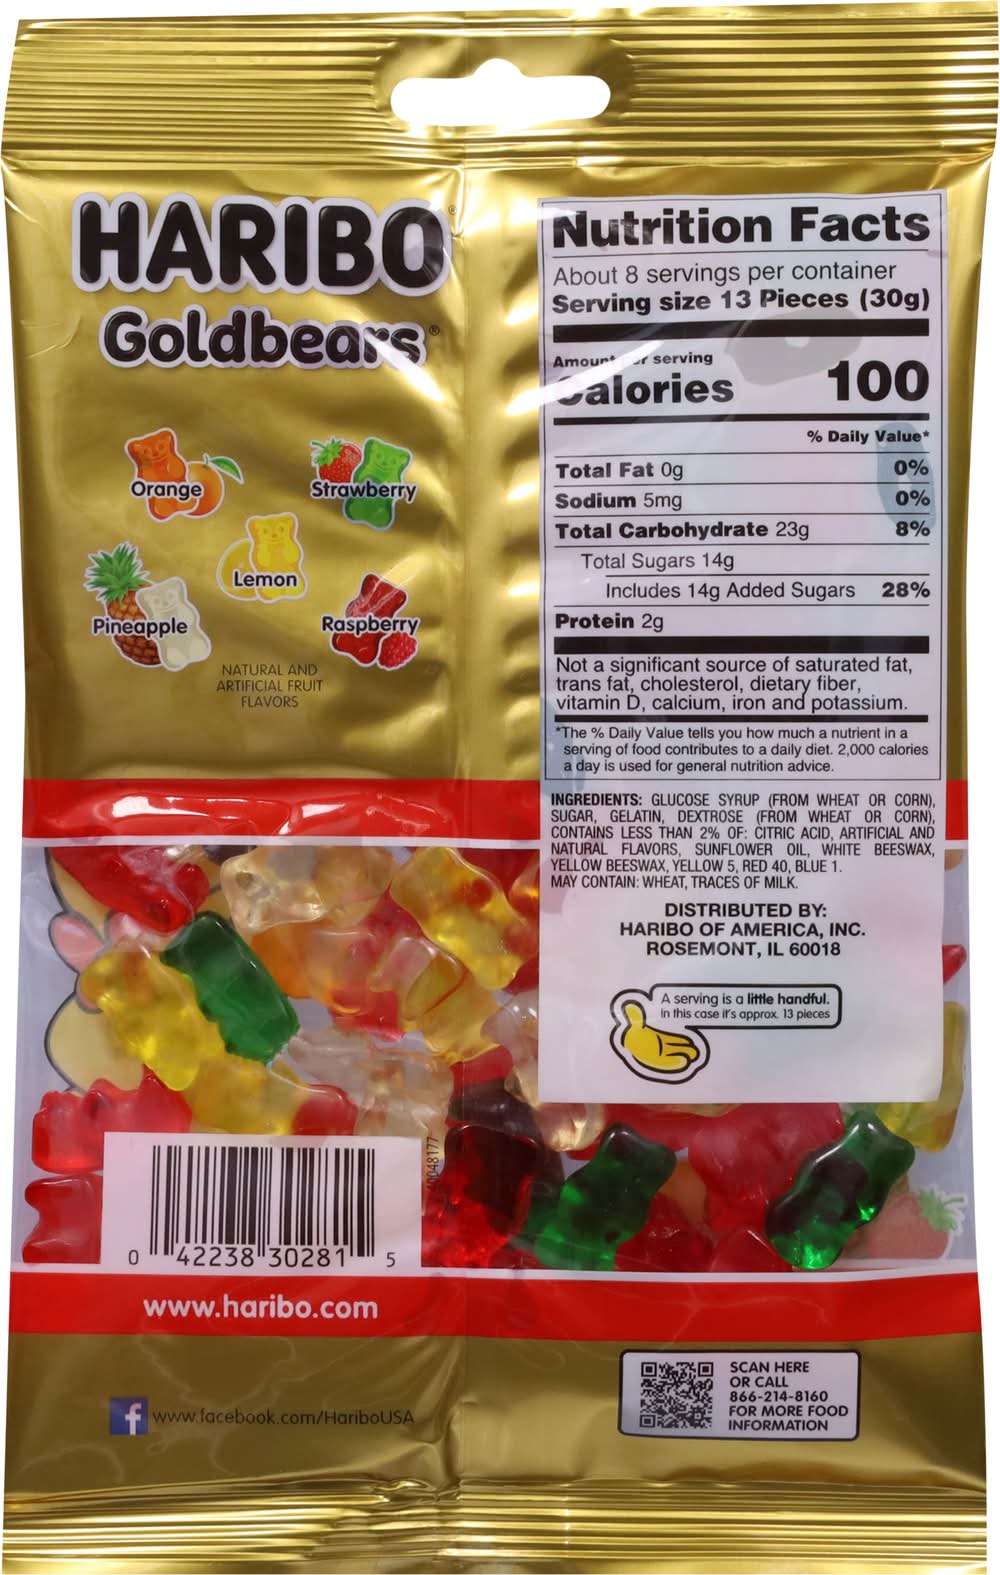 HARIBO®
Goldbears®
Orange
Strawberry
Lemon
Pineapple
Raspberry
NATURAL AND
ARTIFICIAL FRUIT
FLAVORS
Nutrition Facts
About 8 servings per container
Serving size 13 Pieces (30g)
Amount per serving
Calories 100
% Daily Value*
Total Fat 0g 0%
Sodium 5mg 0%
Total Carbohydrate 23g 8%
Total Sugars 14g
Includes 14g Added Sugars 28%
Protein 2g
Not a significant source of saturated fat,
trans fat, cholesterol, dietary fiber,
vitamin D, calcium, iron and potassium.
*The % Daily Value tells you how much a nutrient in a
serving of food contributes to a daily diet. 2,000 calories
a day is used for general nutrition advice.
INGREDIENTS: GLUCOSE SYRUP (FROM WHEAT OR CORN),
SUGAR, GELATIN, DEXTROSE (FROM WHEAT OR CORN),
CONTAINS LESS THAN 2% OF: CITRIC ACID, ARTIFICIAL AND
NATURAL FLAVORS, SUNFLOWER OIL, WHITE BEESWAX,
YELLOW BEESWAX, YELLOW 5, RED 40, BLUE 1.
MAY CONTAIN: WHEAT, TRACES OF MILK.
DISTRIBUTED BY:
HARIBO OF AMERICA, INC.
ROSEMONT, IL 60018
A serving is a little handful.
In this case it's approx. 13 pieces
0 42238 30281 5
www.haribo.com
www.facebook.com/HariboUSA
SCAN HERE
OR CALL
866-214-8160
FOR MORE FOOD
INFORMATION